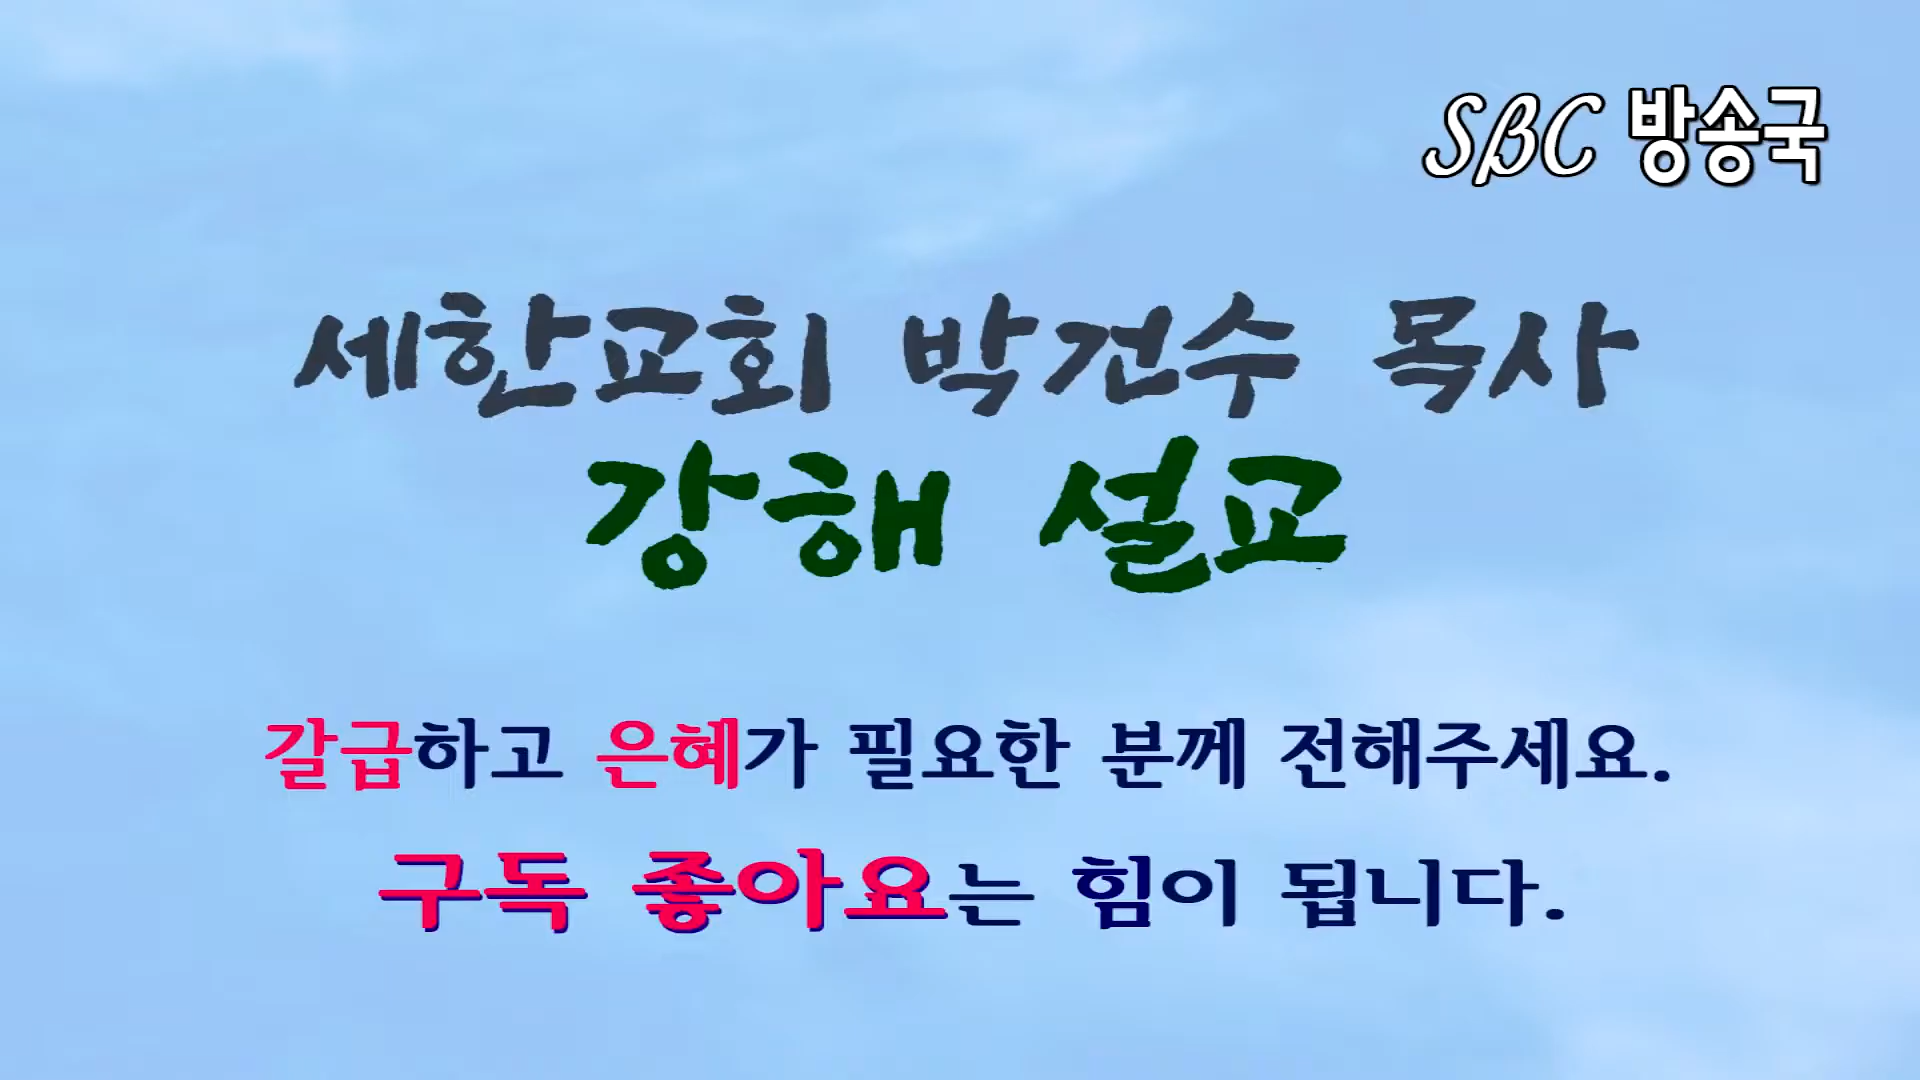 SBC 방송국
세한교회 박건수 목사
강해 설교
갈급하고 은혜가 필요한 분께 전해주세요.
구독 좋아요는 힘이 됩니다.